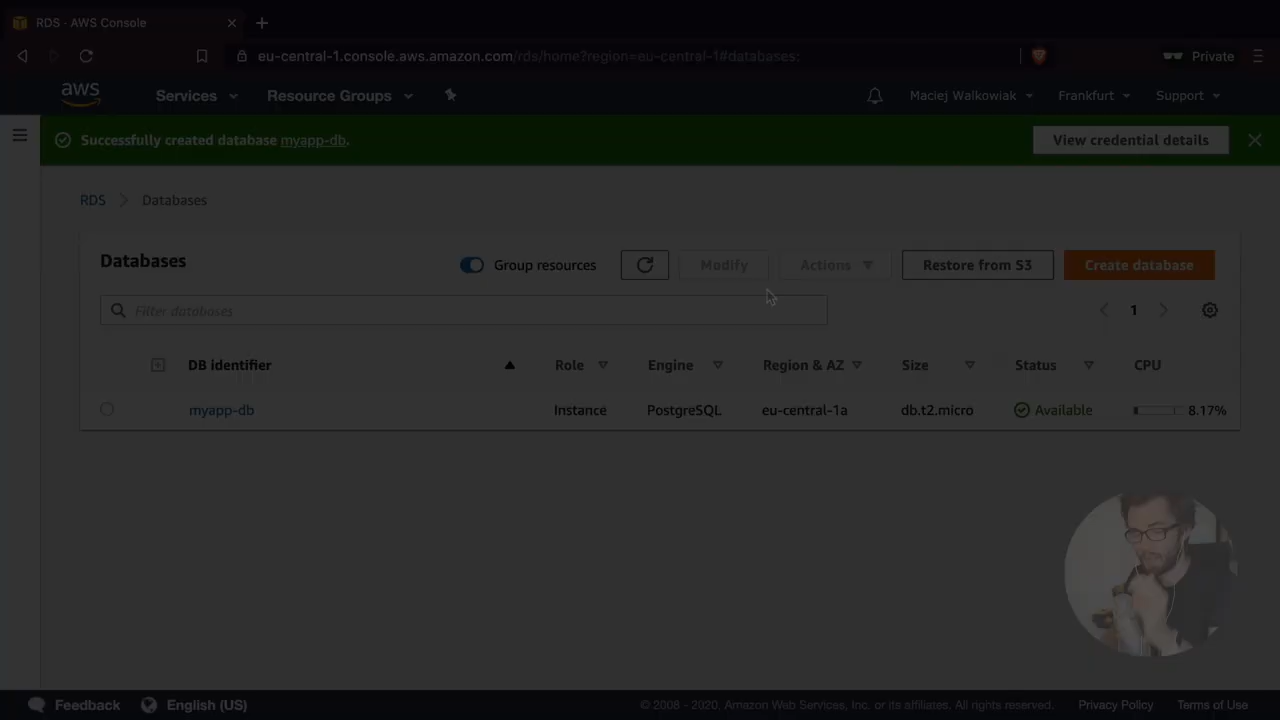 RDS · AWS Console
eu-central-1.console.aws.amazon.com/rds/home?region=eu-central-1#databases:
Private
aws
Services
Resource Groups
Maciej Walkowiak
Frankfurt
Support
Successfully created database myapp-db.
View credential details
RDS
Databases
Databases
Group resources
Modify
Actions
Restore from S3
Create database
Filter databases
1
DB identifier
Role
Engine
Region & AZ
Size
Status
CPU
myapp-db
Instance
PostgreSQL
eu-central-1a
db.t2.micro
Available
8.17%
Feedback
English (US)
© 2008 - 2020, Amazon Web Services, Inc. or its affiliates. All rights reserved.
Privacy Policy
Terms of Use